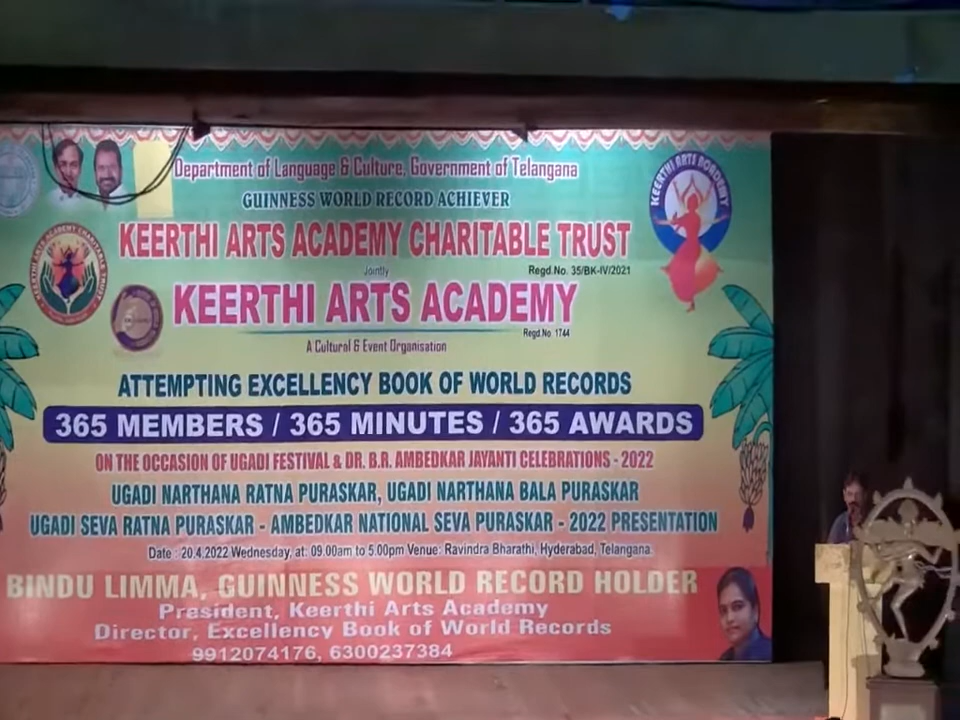 Department of Language & Culture, Government of Telangana
GUINNESS WORLD RECORD ACHIEVER
KEERTHI ARTS ACADEMY CHARITABLE TRUST
Regd.No. 35/BK-IV/2021
Jointly
KEERTHI ARTS ACADEMY
Regd.No. 1744
A Cultural & Event Organisation
KEERTHI ARTS ACADEMY
KEERTHI ARTS ACADEMY CHARITABLE TRUST
ATTEMPTING EXCELLENCY BOOK OF WORLD RECORDS
365 MEMBERS / 365 MINUTES / 365 AWARDS
ON THE OCCASION OF UGADI FESTIVAL & DR. B.R. AMBEDKAR JAYANTI CELEBRATIONS - 2022
UGADI NARTHANA RATNA PURASKAR, UGADI NARTHANA BALA PURASKAR
UGADI SEVA RATNA PURASKAR - AMBEDKAR NATIONAL SEVA PURASKAR - 2022 PRESENTATION
Date : 20.4.2022 Wednesday, at: 09.00am to 5.00pm Venue: Ravindra Bharathi, Hyderabad, Telangana.
BINDU LIMMA, GUINNESS WORLD RECORD HOLDER
President, Keerthi Arts Academy
Director, Excellency Book of World Records
9912074176, 6300237384